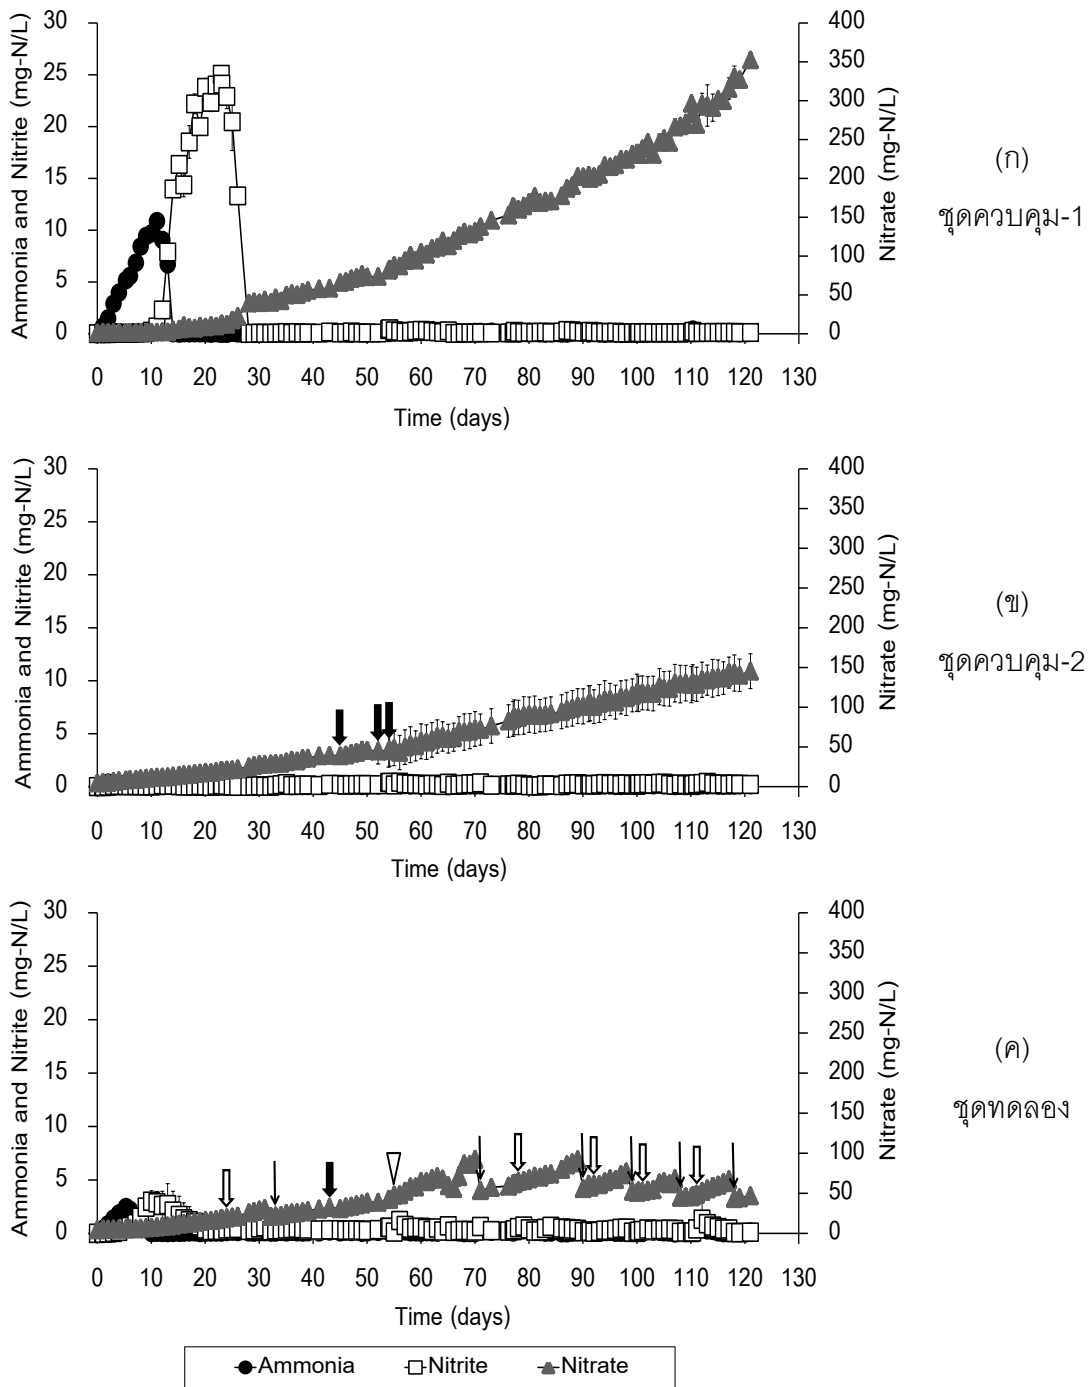 30
25
20
15
10
5
0
Ammonia and Nitrite (mg-N/L)
400
350
300
250
200
150
100
50
0
Nitrate (mg-N/L)
0 10 20 30 40 50 60 70 80 90 100 110 120 130
Time (days)
(ก)
ชุดควบคุม-1
30
25
20
15
10
5
0
Ammonia and Nitrite (mg-N/L)
400
350
300
250
200
150
100
50
0
Nitrate (mg-N/L)
0 10 20 30 40 50 60 70 80 90 100 110 120 130
Time (days)
(ข)
ชุดควบคุม-2
30
25
20
15
10
5
0
Ammonia and Nitrite (mg-N/L)
400
350
300
250
200
150
100
50
0
Nitrate (mg-N/L)
0 10 20 30 40 50 60 70 80 90 100 110 120 130
Time (days)
(ค)
ชุดทดลอง
Ammonia Nitrite Nitrate